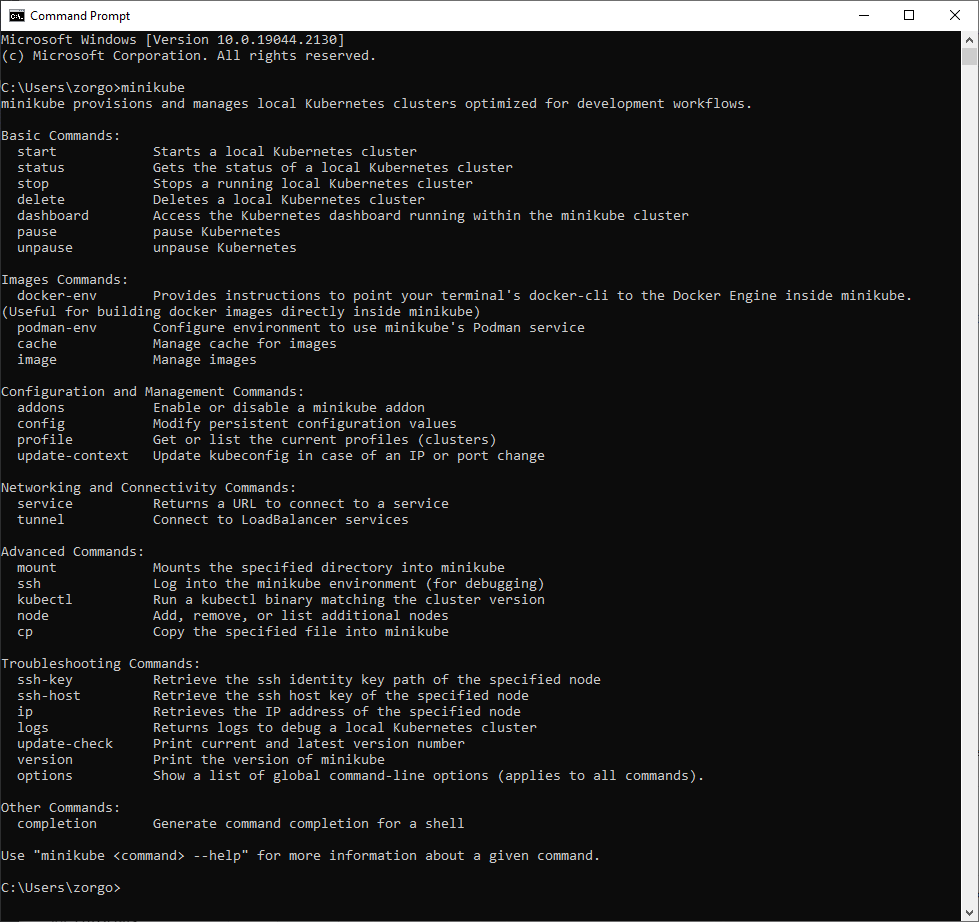 Command Prompt
Microsoft Windows [Version 10.0.19044.2130]
(c) Microsoft Corporation. All rights reserved.
C:\Users\zorgo>minikube
minikube provisions and manages local Kubernetes clusters optimized for development workflows.
Basic Commands:
  start            Starts a local Kubernetes cluster
  status           Gets the status of a local Kubernetes cluster
  stop             Stops a running local Kubernetes cluster
  delete           Deletes a local Kubernetes cluster
  dashboard        Access the Kubernetes dashboard running within the minikube cluster
  pause            pause Kubernetes
  unpause          unpause Kubernetes
Images Commands:
  docker-env       Provides instructions to point your terminal's docker-cli to the Docker Engine inside minikube.
(Useful for building docker images directly inside minikube)
  podman-env       Configure environment to use minikube's Podman service
  cache            Manage cache for images
  image            Manage images
Configuration and Management Commands:
  addons           Enable or disable a minikube addon
  config           Modify persistent configuration values
  profile          Get or list the current profiles (clusters)
  update-context   Update kubeconfig in case of an IP or port change
Networking and Connectivity Commands:
  service          Returns a URL to connect to a service
  tunnel           Connect to LoadBalancer services
Advanced Commands:
  mount            Mounts the specified directory into minikube
  ssh              Log into the minikube environment (for debugging)
  kubectl          Run a kubectl binary matching the cluster version
  node             Add, remove, or list additional nodes
  cp               Copy the specified file into minikube
Troubleshooting Commands:
  ssh-key          Retrieve the ssh identity key path of the specified node
  ssh-host         Retrieve the ssh host key of the specified node
  ip               Retrieves the IP address of the specified node
  logs             Returns logs to debug a local Kubernetes cluster
  update-check     Print current and latest version number
  version          Print the version of minikube
  options          Show a list of global command-line options (applies to all commands).
Other Commands:
  completion       Generate command completion for a shell
Use "minikube <command> --help" for more information about a given command.
C:\Users\zorgo>